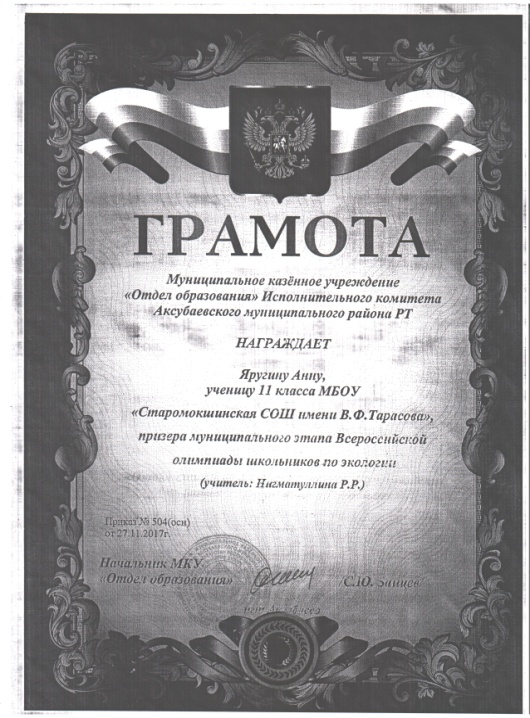 ГРАМОТА
Муниципальное казённое учреждение
«Отдел образования» Исполнительного комитета
Аксубаевского муниципального района РТ
НАГРАЖДАЕТ
Яругину Анну,
ученицу 11 класса МБОУ
«Старомокшинская СОШ имени В.Ф.Тарасова»,
призера муниципального этапа Всероссийской
олимпиады школьников по экологии
(учитель: Нигматуллина Р.Р.)
Приказ № 504(осн)
от 27.11.2017г.
Начальник МКУ
«Отдел образования»